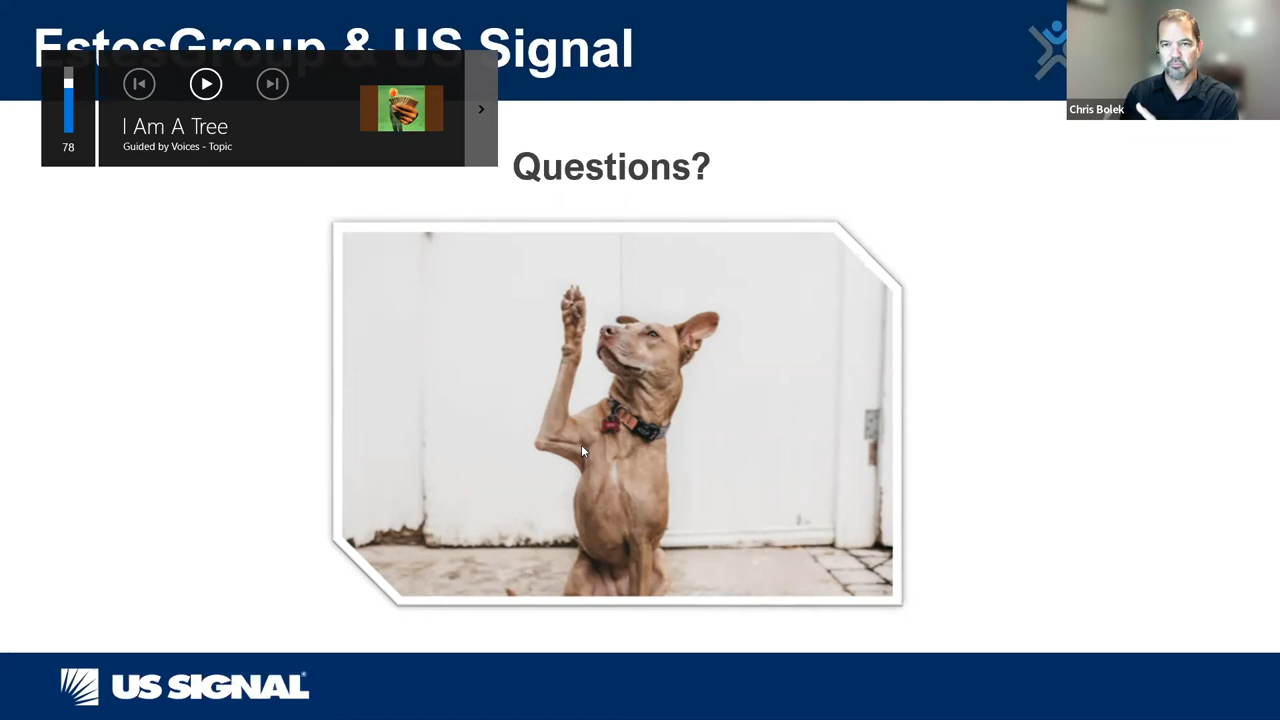 EstesGroup & US Signal
Chris Bolek
I Am A Tree
Guided by Voices - Topic
78
Questions?
US SIGNAL